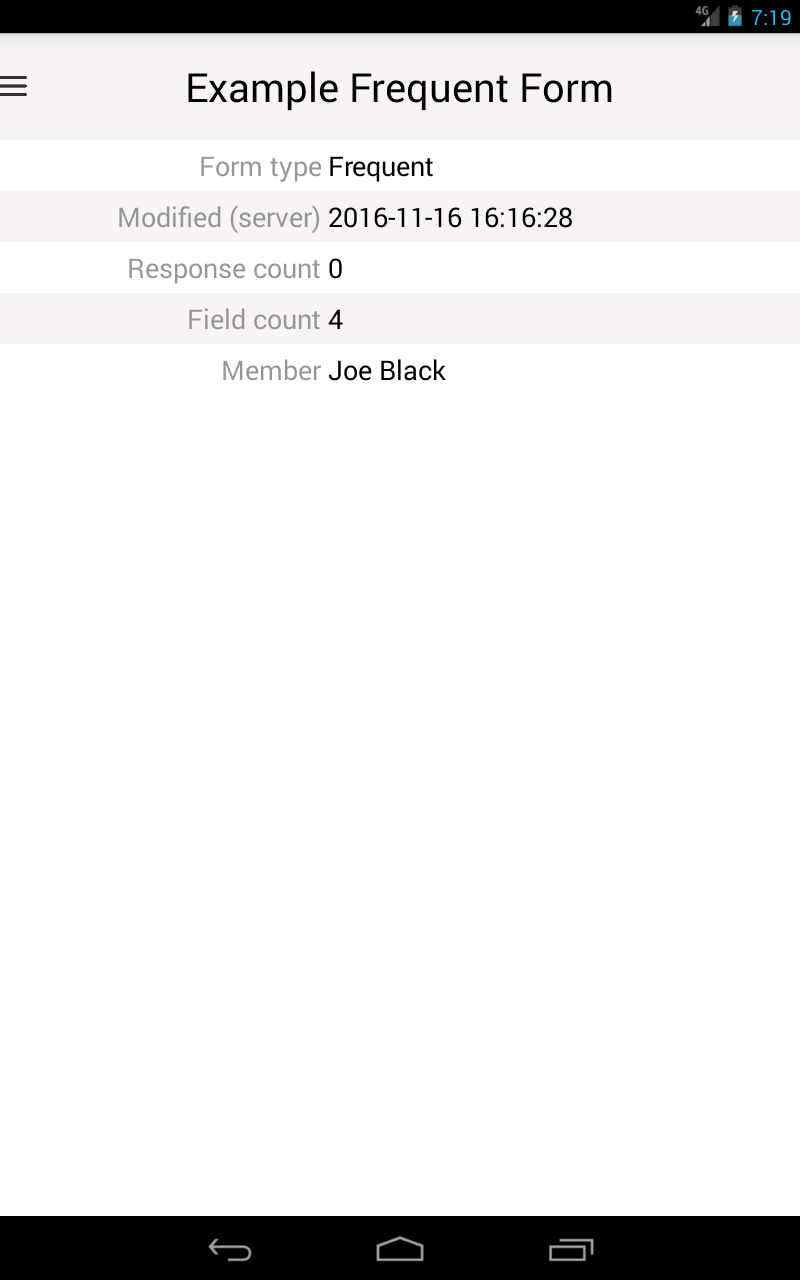 4G 7:19
Example Frequent Form
Form type Frequent
Modified (server) 2016-11-16 16:16:28
Response count 0
Field count 4
Member Joe Black